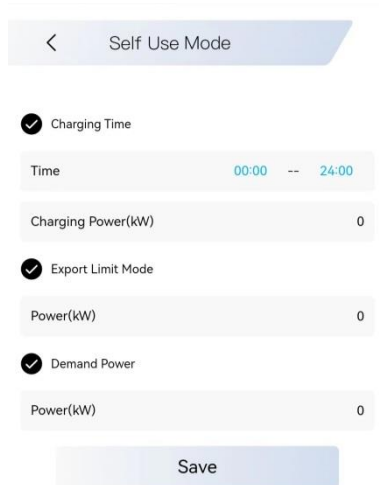 Self Use Mode
Charging Time
Time 00:00 -- 24:00
Charging Power(kW) 0
Export Limit Mode
Power(kW) 0
Demand Power
Power(kW) 0
Save